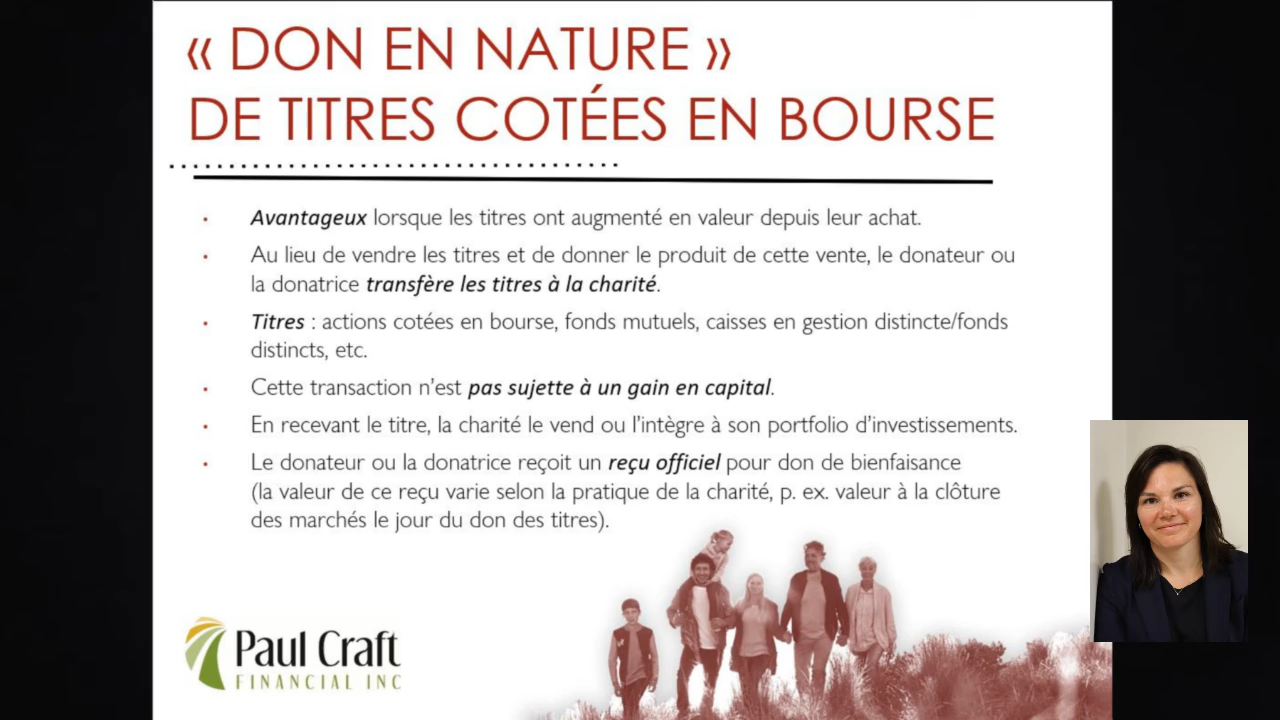 « DON EN NATURE »
DE TITRES COTÉES EN BOURSE
• Avantageux lorsque les titres ont augmenté en valeur depuis leur achat.
• Au lieu de vendre les titres et de donner le produit de cette vente, le donateur ou
la donatrice transfère les titres à la charité.
• Titres : actions cotées en bourse, fonds mutuels, caisses en gestion distincte/fonds
distincts, etc.
• Cette transaction n’est pas sujette à un gain en capital.
• En recevant le titre, la charité le vend ou l’intègre à son portfolio d’investissements.
• Le donateur ou la donatrice reçoit un reçu officiel pour don de bienfaisance
(la valeur de ce reçu varie selon la pratique de la charité, p. ex. valeur à la clôture
des marchés le jour du don des titres).
Paul Craft
FINANCIAL INC